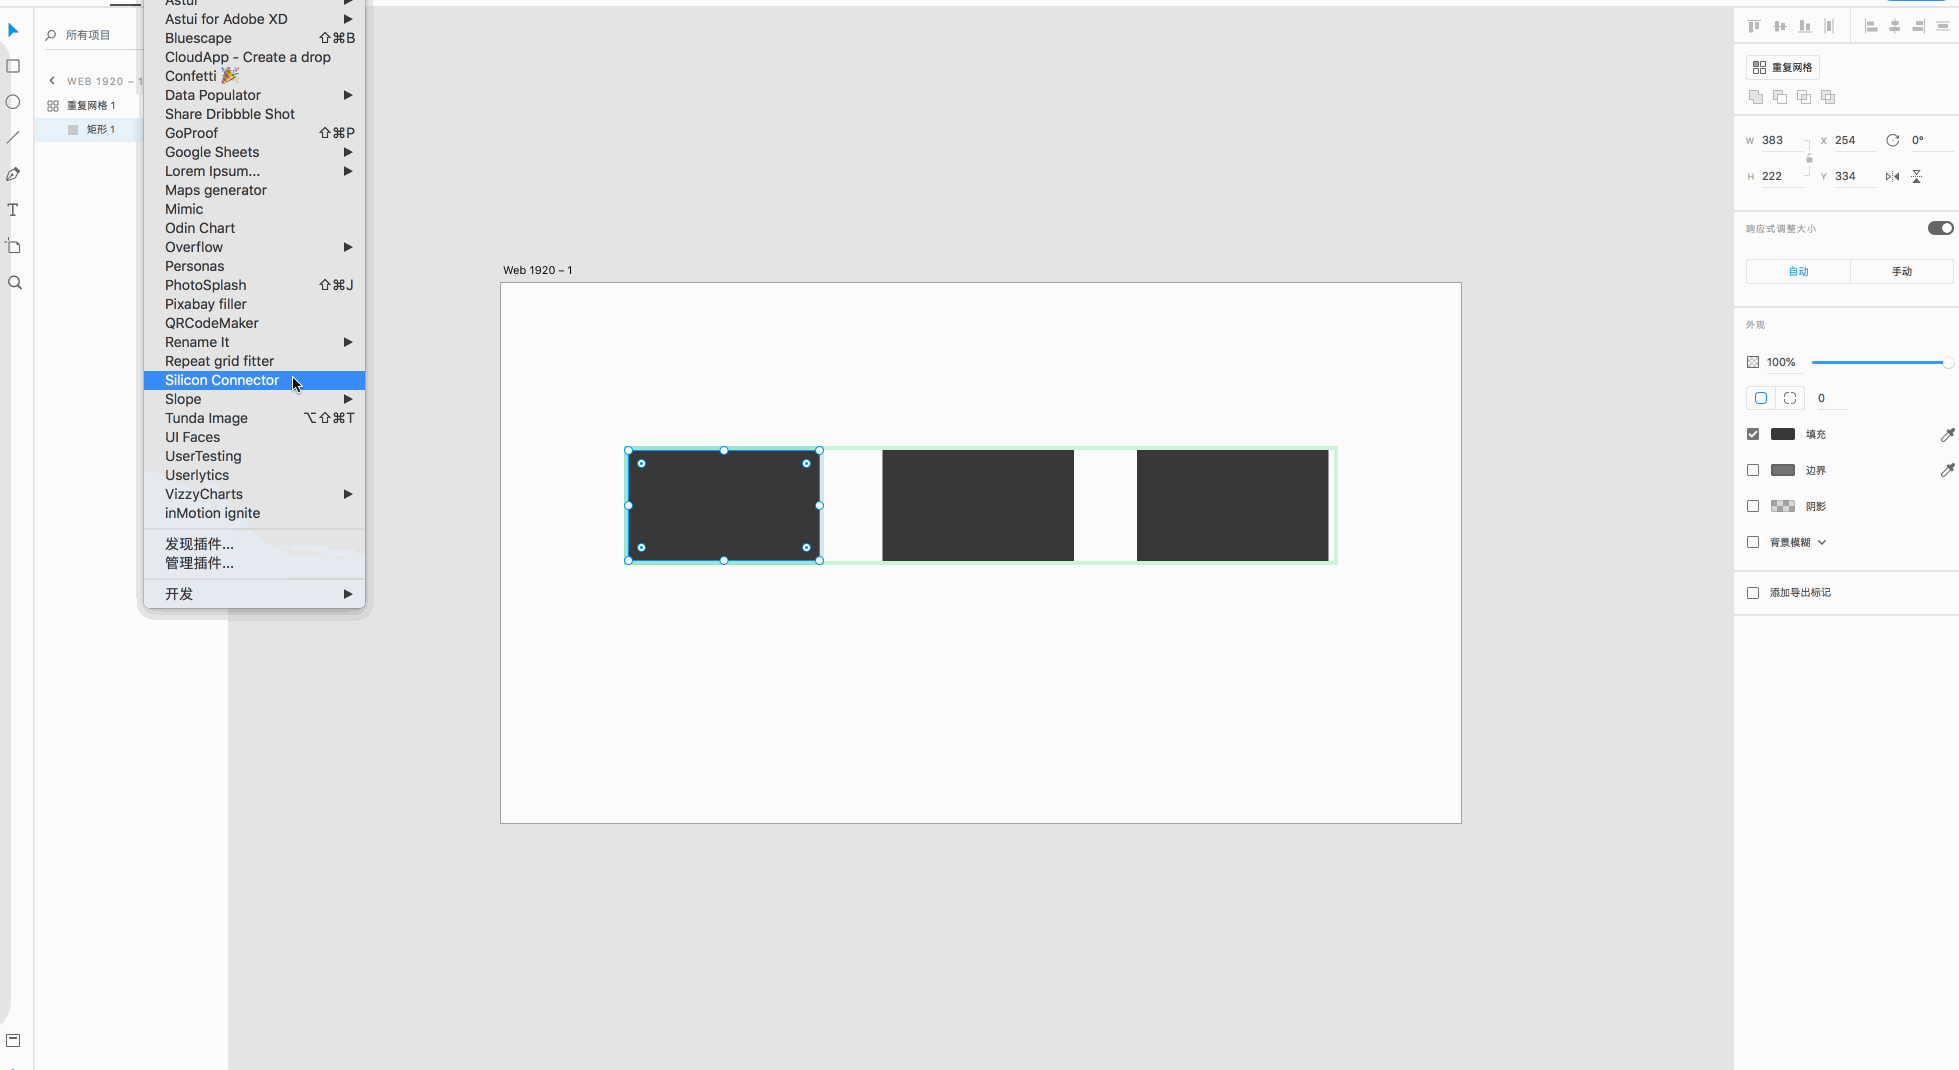 所有项目
WEB 1920 – 1
重复网格 1
矩形 1
Astui
Astui for Adobe XD
Bluescape ⇧⌘B
CloudApp - Create a drop
Confetti 🎉
Data Populator
Share Dribbble Shot
GoProof ⇧⌘P
Google Sheets
Lorem Ipsum...
Maps generator
Mimic
Odin Chart
Overflow
Personas
PhotoSplash ⇧⌘J
Pixabay filler
QRCodeMaker
Rename It
Repeat grid fitter
Silicon Connector
Slope
Tunda Image ⌥⇧⌘T
UI Faces
UserTesting
Userlytics
VizzyCharts
inMotion ignite
发现插件...
管理插件...
开发
Web 1920 – 1
重复网格
W 383 X 254 0°
H 222 Y 334
响应式调整大小
自动 手动
外观
100%
0
填充
边界
阴影
背景模糊
添加导出标记